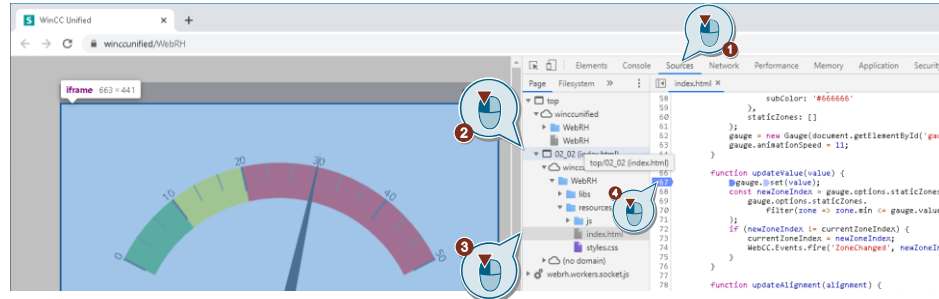 WinCC Unified
winccunified/WebRH
1
Elements Console Sources Network Performance Memory Application Securit
iframe 663 × 441
Page Filesystem »
index.html ×
top
winccunified
WebRH
WebRH
2
02_02 (index.html)
top/02_02 (index.html)
WebRH
libs
resources
js
index.html
styles.css
3
(no domain)
webrh.workers.socket.js
4
58 subColor: '#666666'
59 },
60 staticZones: []
61 };
62 gauge = new Gauge(document.getElementById('gau
63 gauge.animationSpeed = 11;
64 }
66 function updateValue(value) {
67 gauge.set(value);
68 const newZoneIndex = gauge.options.staticZones
69 gauge.options.staticZones.
70 filter(zone => zone.min <= gauge.value
71 );
72 if (newZoneIndex != currentZoneIndex) {
73 currentZoneIndex = newZoneIndex;
74 WebCC.Events.fire('ZoneChanged', newZoneIn
75 }
76 }
77
78 function updateAlignment(alignment) {
0
10
20
30
40
50